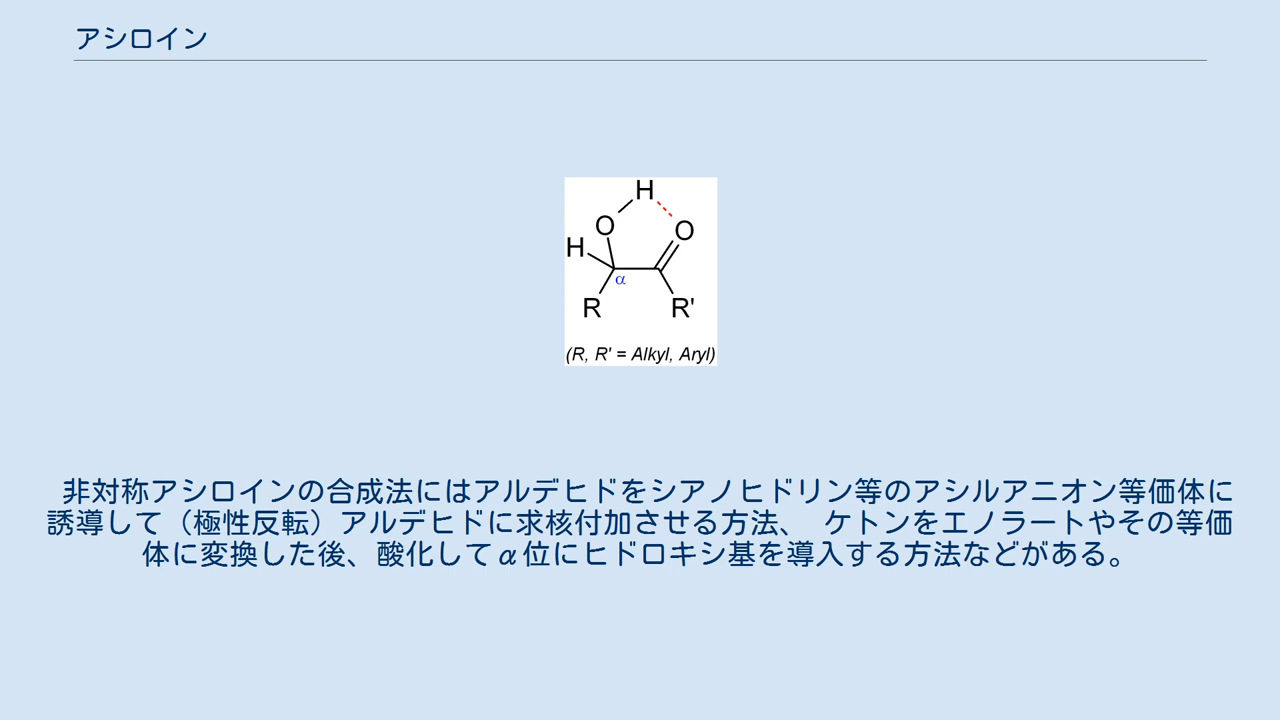 アシロイン
H
O
O
H
α
R
R'
(R, R' = Alkyl, Aryl)
非対称アシロインの合成法にはアルデヒドをシアノヒドリン等のアシルアニオン等価体に
誘導して（極性反転）アルデヒドに求核付加させる方法、 ケトンをエノラートやその等価
体に変換した後、酸化してα位にヒドロキシ基を導入する方法などがある。